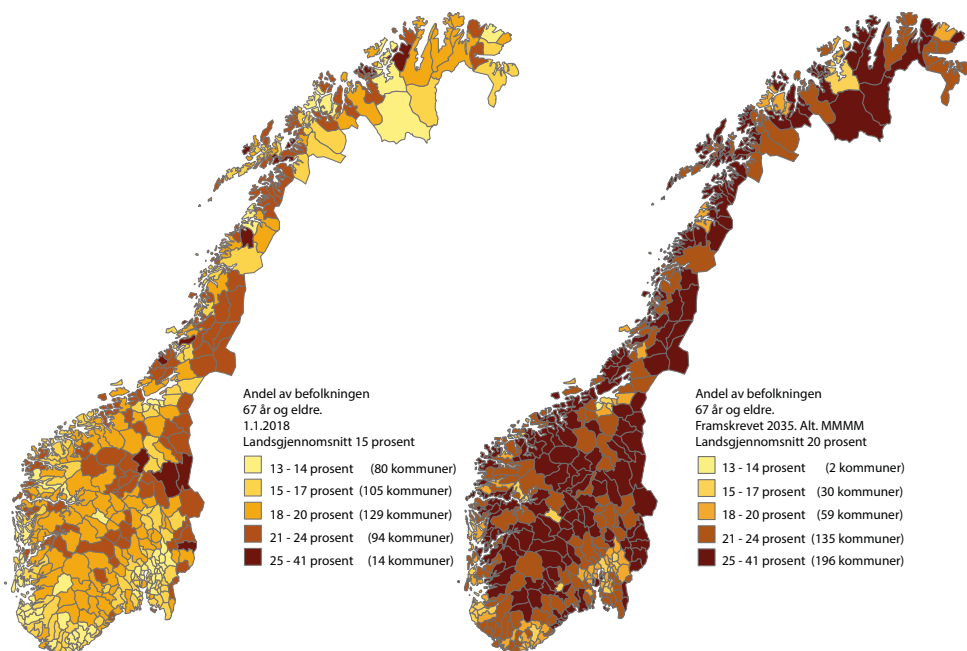 Andel av befolkningen
67 år og eldre.
1.1.2018
Landsgjennomsnitt 15 prosent
13 - 14 prosent (80 kommuner)
15 - 17 prosent (105 kommuner)
18 - 20 prosent (129 kommuner)
21 - 24 prosent (94 kommuner)
25 - 41 prosent (14 kommuner)
Andel av befolkningen
67 år og eldre.
Framskrevet 2035. Alt. MMMM
Landsgjennomsnitt 20 prosent
13 - 14 prosent (2 kommuner)
15 - 17 prosent (30 kommuner)
18 - 20 prosent (59 kommuner)
21 - 24 prosent (135 kommuner)
25 - 41 prosent (196 kommuner)